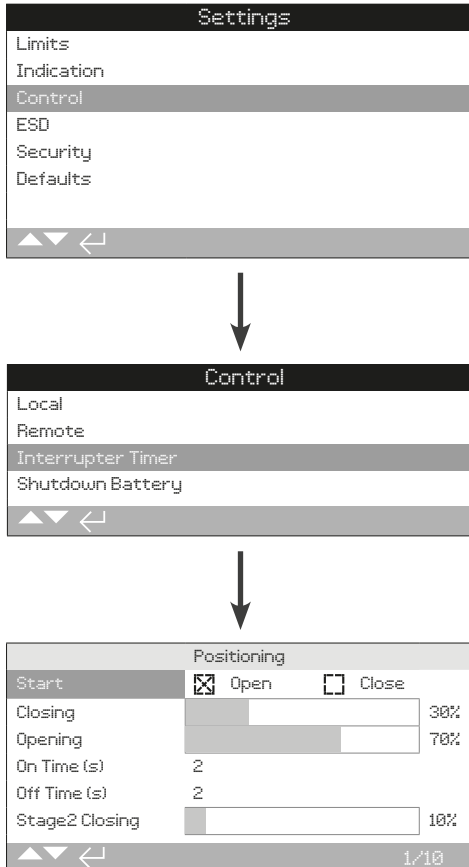 Settings
Limits
Indication
Control
ESD
Security
Defaults
Control
Local
Remote
Interrupter Timer
Shutdown Battery
Positioning
Start Open Close
Closing 30%
Opening 70%
On Time (s) 2
Off Time (s) 2
Stage2 Closing 10%
1/10